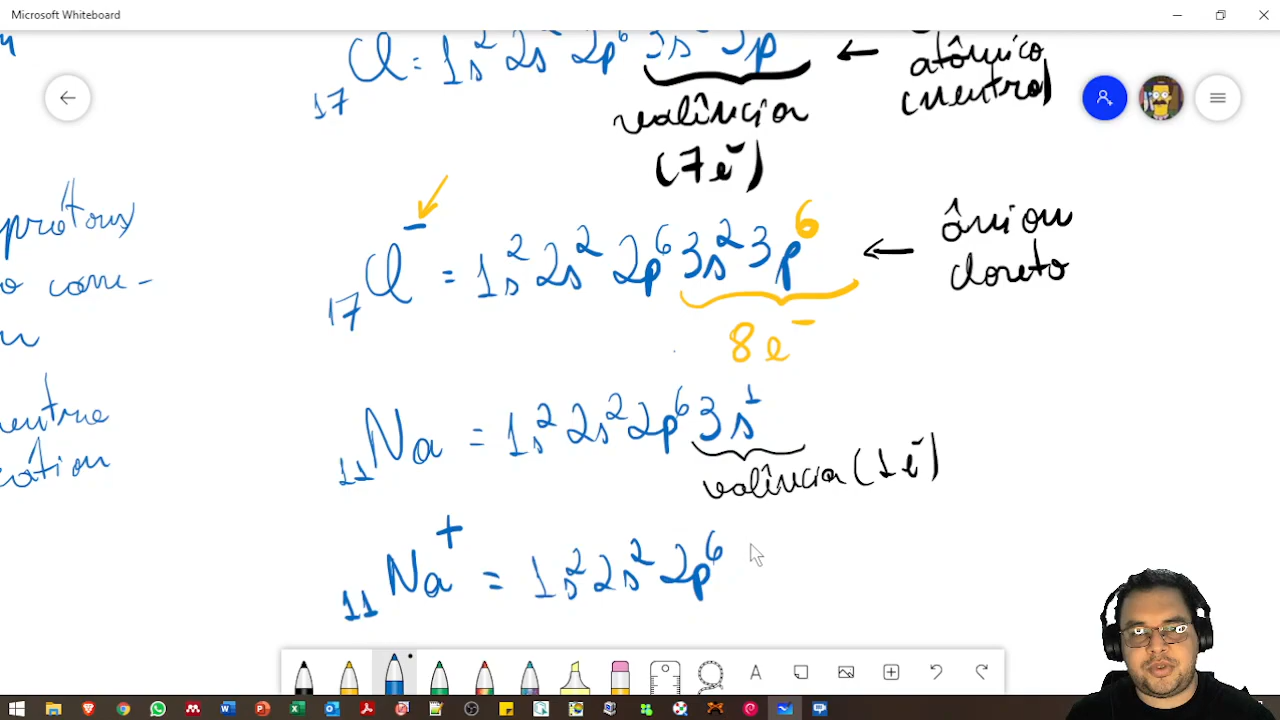 Microsoft Whiteboard
₁₇Cl = 1s² 2s² 2p⁶ 3s² 3p ←
atômico
(neutro)
valência
(7e⁻)
prótons
₁₇Cl⁻ = 1s² 2s² 2p⁶ 3s² 3p⁶ ← ânion
cloreto
8e⁻
₁₁Na = 1s² 2s² 2p⁶ 3s¹
valência (1e⁻)
₁₁Na⁺ = 1s² 2s² 2p⁶